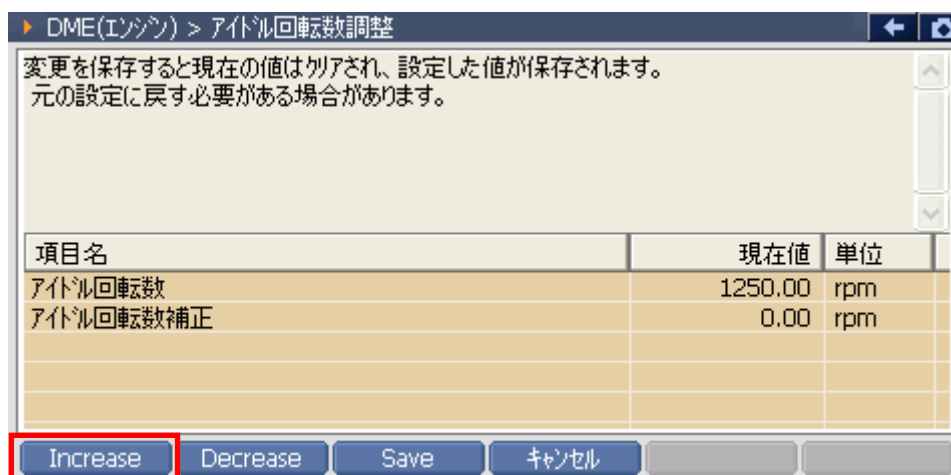 DME(ｴﾝｼﾞﾝ) > ｱｲﾄﾞﾙ回転数調整
変更を保存すると現在の値はｸﾘｱされ、設定した値が保存されます。
元の設定に戻す必要がある場合があります。
項目名 現在値 単位
ｱｲﾄﾞﾙ回転数 1250.00 rpm
ｱｲﾄﾞﾙ回転数補正 0.00 rpm
Increase Decrease Save ｷｬﾝｾﾙ